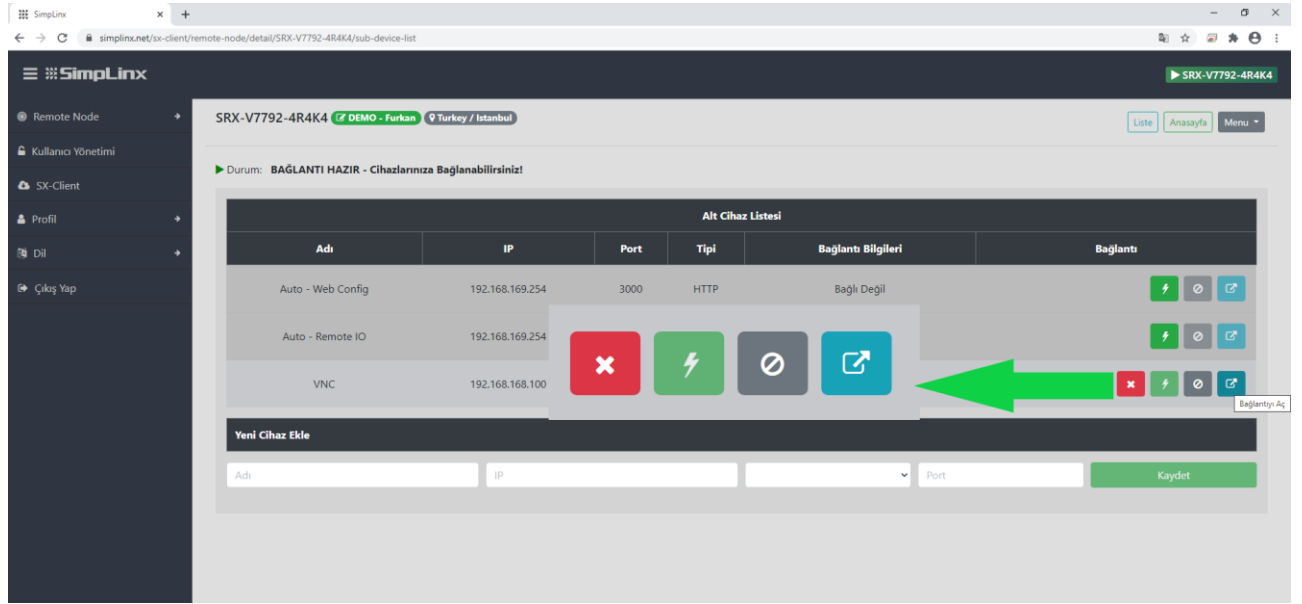 SimpLinx
simplinx.net/sx-client/remote-node/detail/SRX-V7792-4R4K4/sub-device-list
SimpLinx
SRX-V7792-4R4K4
Remote Node
Kullanıcı Yönetimi
SX-Client
Profil
Dil
Çıkış Yap
SRX-V7792-4R4K4 DEMO - Furkan Turkey / Istanbul
Liste Anasayfa Menu
Durum: BAĞLANTI HAZIR - Cihazlarınıza Bağlanabilirsiniz!
Alt Cihaz Listesi
Adı IP Port Tipi Bağlantı Bilgileri Bağlantı
Auto - Web Config 192.168.169.254 3000 HTTP Bağlı Değil
Auto - Remote IO 192.168.169.254
VNC 192.168.168.100
Bağlantıyı Aç
Yeni Cihaz Ekle
Adı IP Port Kaydet